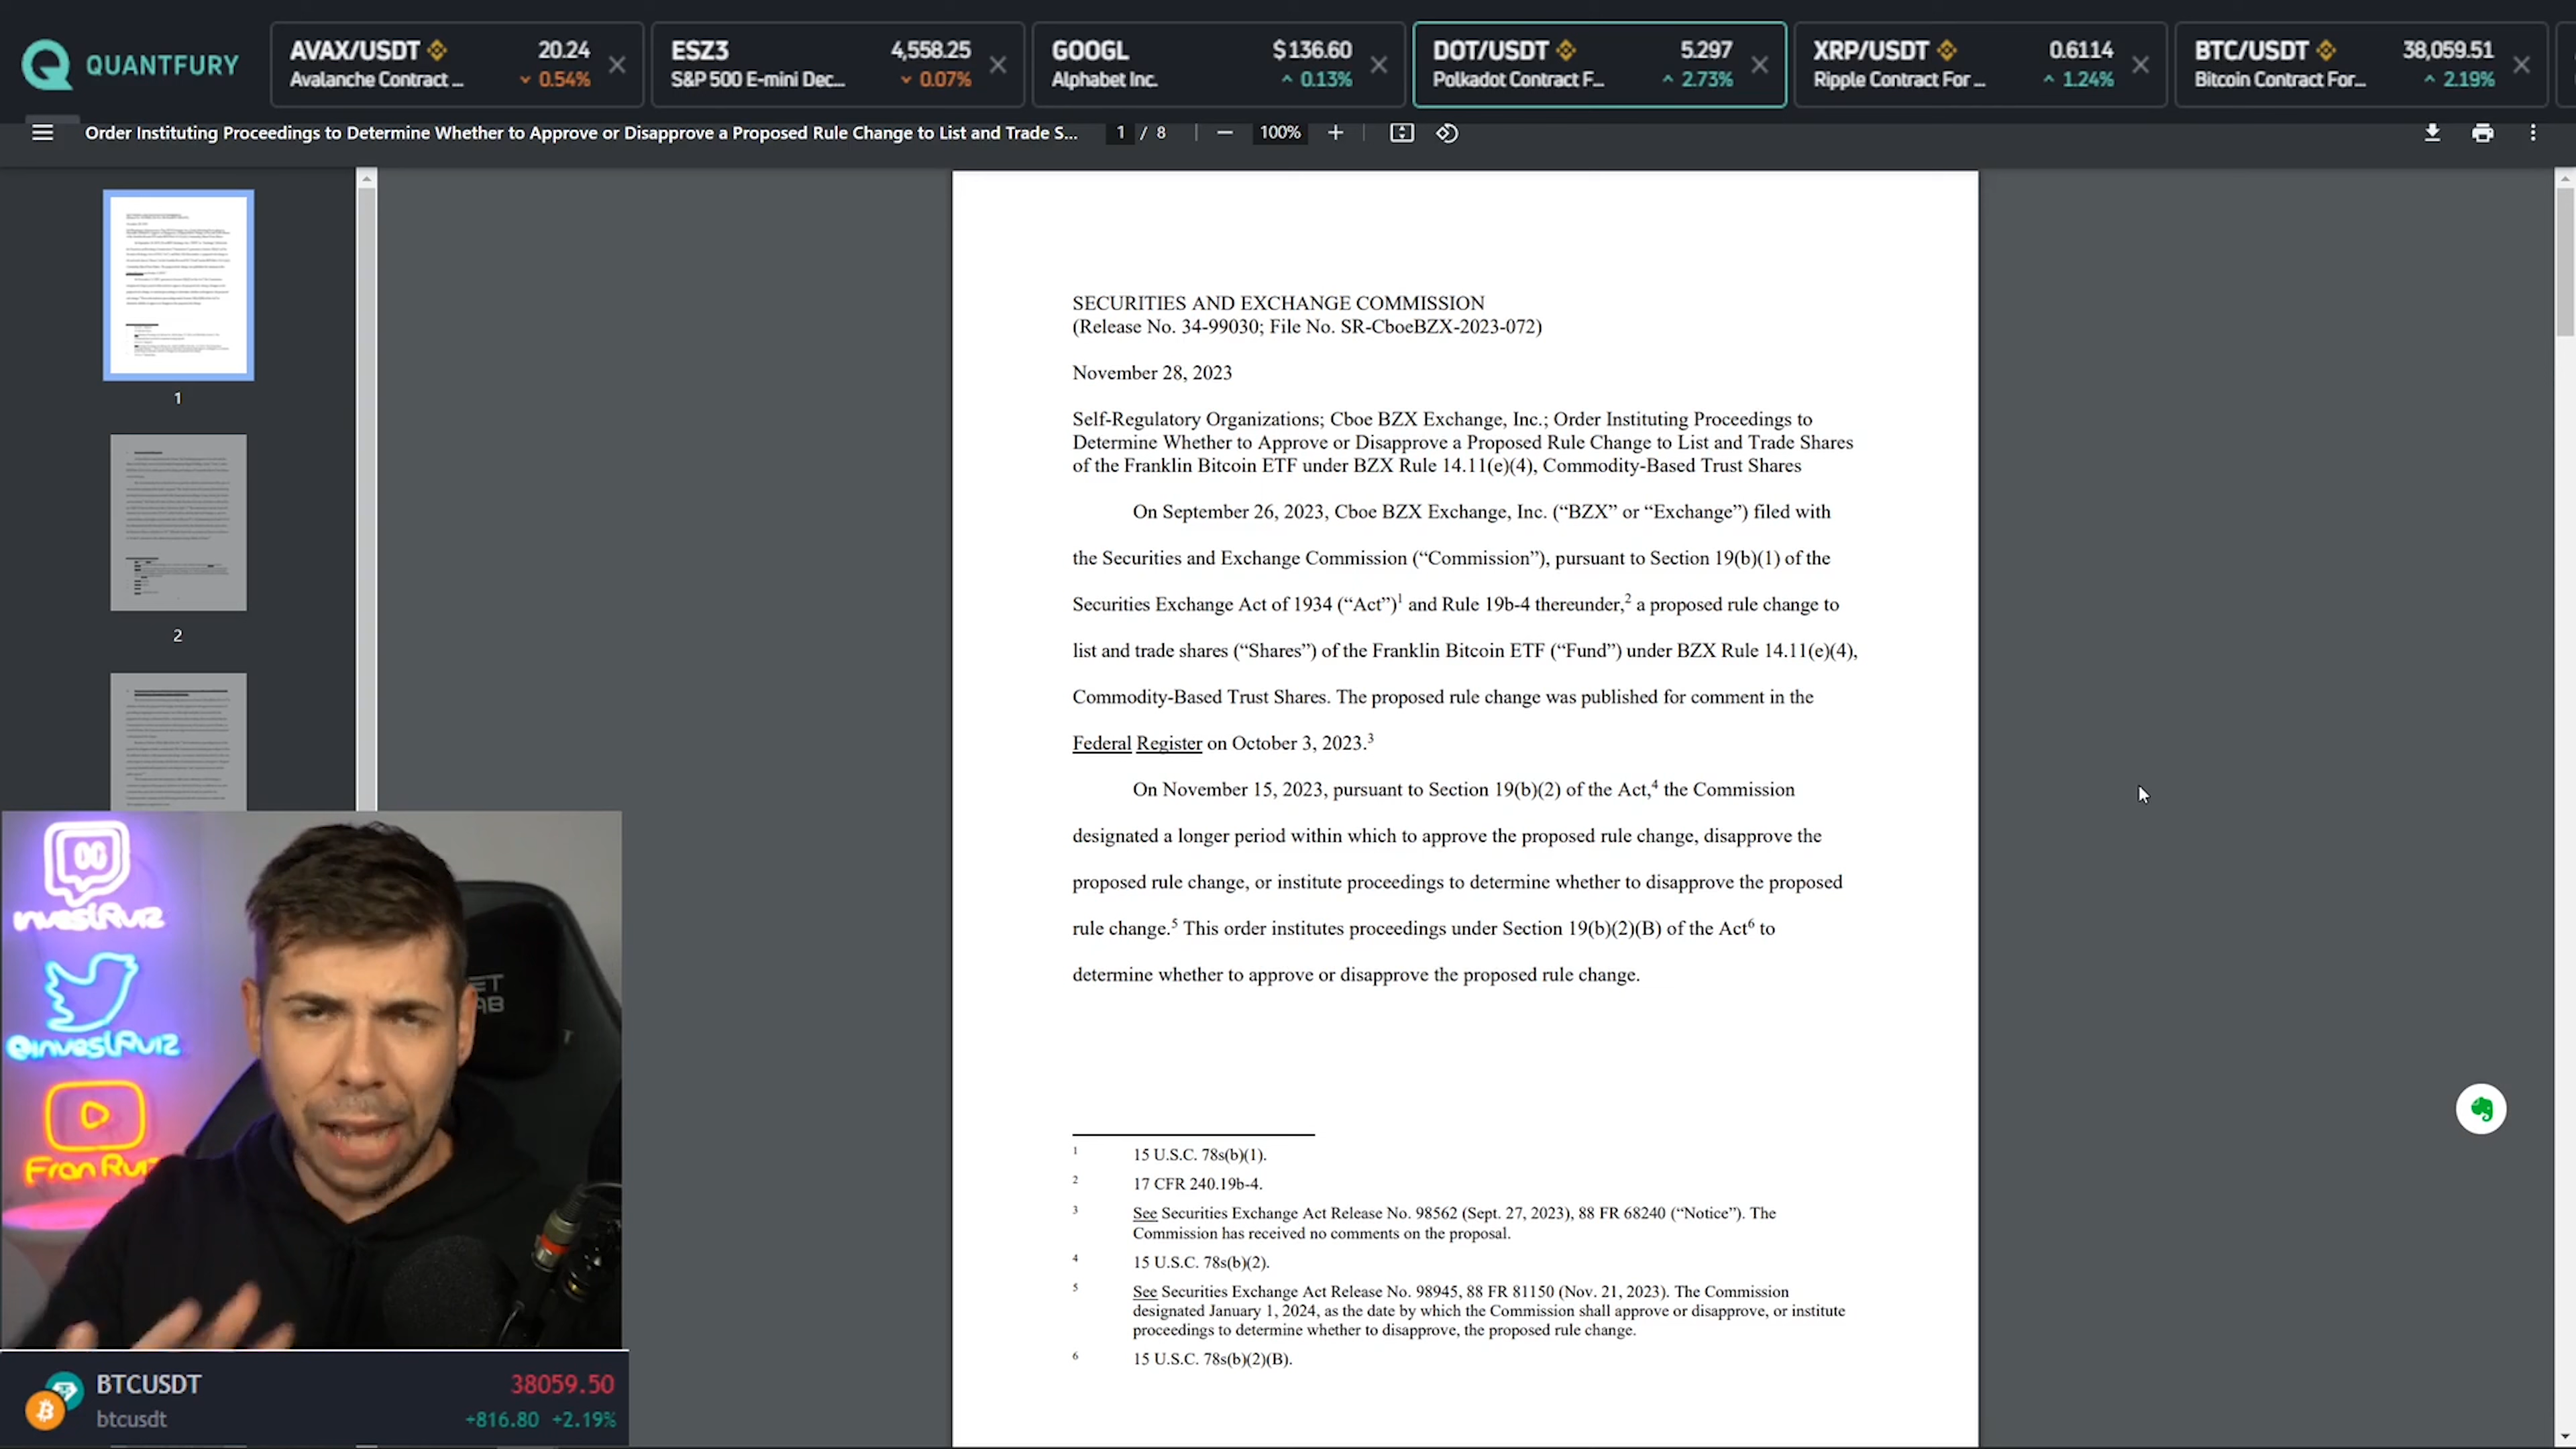 QUANTFURY
AVAX/USDT 20.24
Avalanche Contract ... 0.54%
ESZ3 4,558.25
S&P 500 E-mini Dec... 0.07%
GOOGL $136.60
Alphabet Inc. 0.13%
DOT/USDT 5.297
Polkadot Contract F... 2.73%
XRP/USDT 0.6114
Ripple Contract For ... 1.24%
BTC/USDT 38,059.51
Bitcoin Contract For... 2.19%
Order Instituting Proceedings to Determine Whether to Approve or Disapprove a Proposed Rule Change to List and Trade S... 1 / 8 100%
1
2
SECURITIES AND EXCHANGE COMMISSION
(Release No. 34-99030; File No. SR-CboeBZX-2023-072)
November 28, 2023
Self-Regulatory Organizations; Cboe BZX Exchange, Inc.; Order Instituting Proceedings to
Determine Whether to Approve or Disapprove a Proposed Rule Change to List and Trade Shares
of the Franklin Bitcoin ETF under BZX Rule 14.11(e)(4), Commodity-Based Trust Shares
On September 26, 2023, Cboe BZX Exchange, Inc. (“BZX” or “Exchange”) filed with
the Securities and Exchange Commission (“Commission”), pursuant to Section 19(b)(1) of the
Securities Exchange Act of 1934 (“Act”)1 and Rule 19b-4 thereunder,2 a proposed rule change to
list and trade shares (“Shares”) of the Franklin Bitcoin ETF (“Fund”) under BZX Rule 14.11(e)(4),
Commodity-Based Trust Shares. The proposed rule change was published for comment in the
Federal Register on October 3, 2023.3
On November 15, 2023, pursuant to Section 19(b)(2) of the Act,4 the Commission
designated a longer period within which to approve the proposed rule change, disapprove the
proposed rule change, or institute proceedings to determine whether to disapprove the proposed
rule change.5 This order institutes proceedings under Section 19(b)(2)(B) of the Act6 to
determine whether to approve or disapprove the proposed rule change.
1 15 U.S.C. 78s(b)(1).
2 17 CFR 240.19b-4.
3 See Securities Exchange Act Release No. 98562 (Sept. 27, 2023), 88 FR 68240 (“Notice”). The
Commission has received no comments on the proposal.
4 15 U.S.C. 78s(b)(2).
5 See Securities Exchange Act Release No. 98945, 88 FR 81150 (Nov. 21, 2023). The Commission
designated January 1, 2024, as the date by which the Commission shall approve or disapprove, or institute
proceedings to determine whether to disapprove, the proposed rule change.
6 15 U.S.C. 78s(b)(2)(B).
InvestRuiz
@InvestRuiz
Fran Ruiz
BTCUSDT 38059.50
btcusdt +816.80 +2.19%